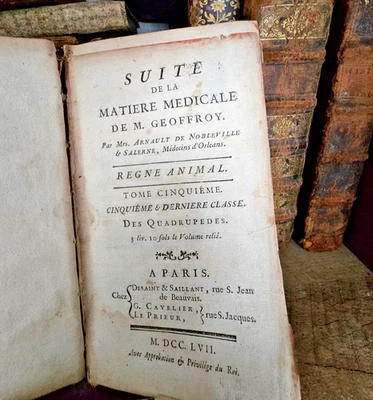 SUITE
DE LA
MATIERE MEDICALE
DE M. GEOFFROY.
Par Mrs. ARNAULT DE NOBLEVILLE
& SALERNE, Médecins d'Orleans.
REGNE ANIMAL.
TOME CINQUIÉME.
CINQUIÉME & DERNIERE CLASSE.
DES QUADRUPEDES.
3 liv. 10 sols le Volume relié.
A PARIS.
Chez { DESAINT & SAILLANT, rue S. Jean
de Beauvais.
G. CAVELIER,
LE PRIEUR, } rue S. Jacques.
M. DCC. LVII.
Avec Approbation & Privilége du Roi.